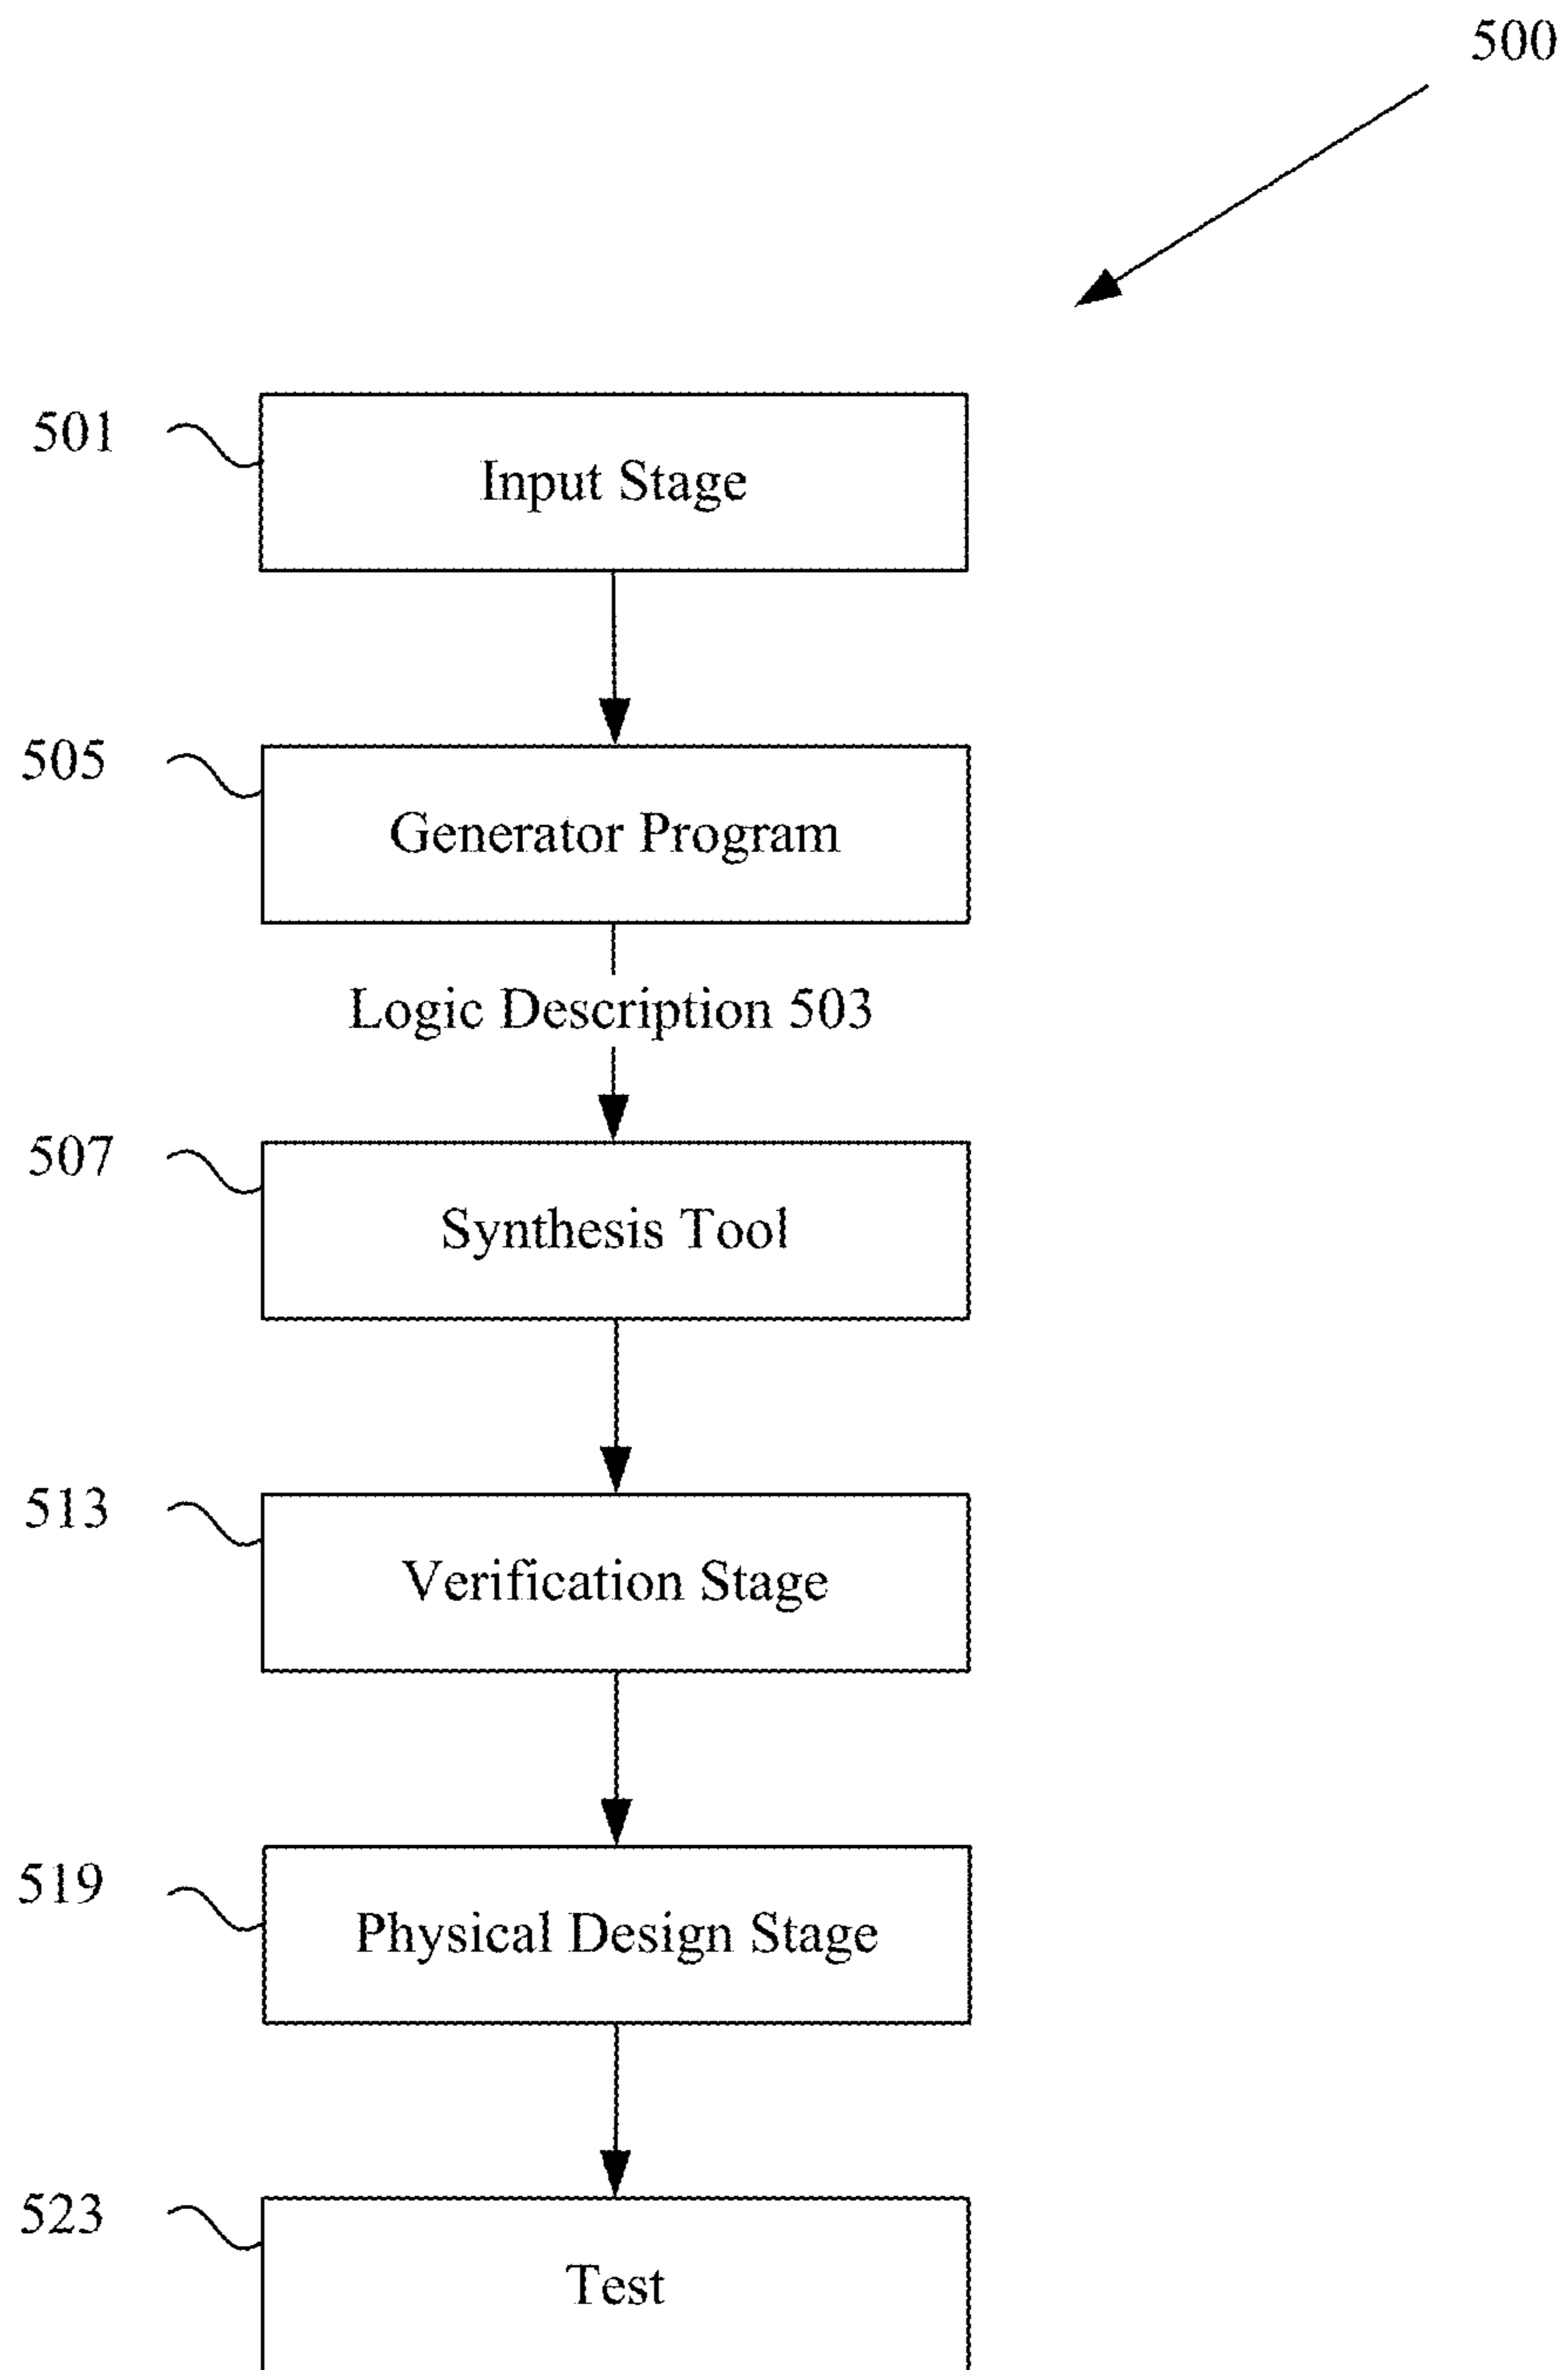 500
501
Input Stage
505
Generator Program
Logic Description 503
507
Synthesis Tool
513
Verification Stage
519
Physical Design Stage
523
Test